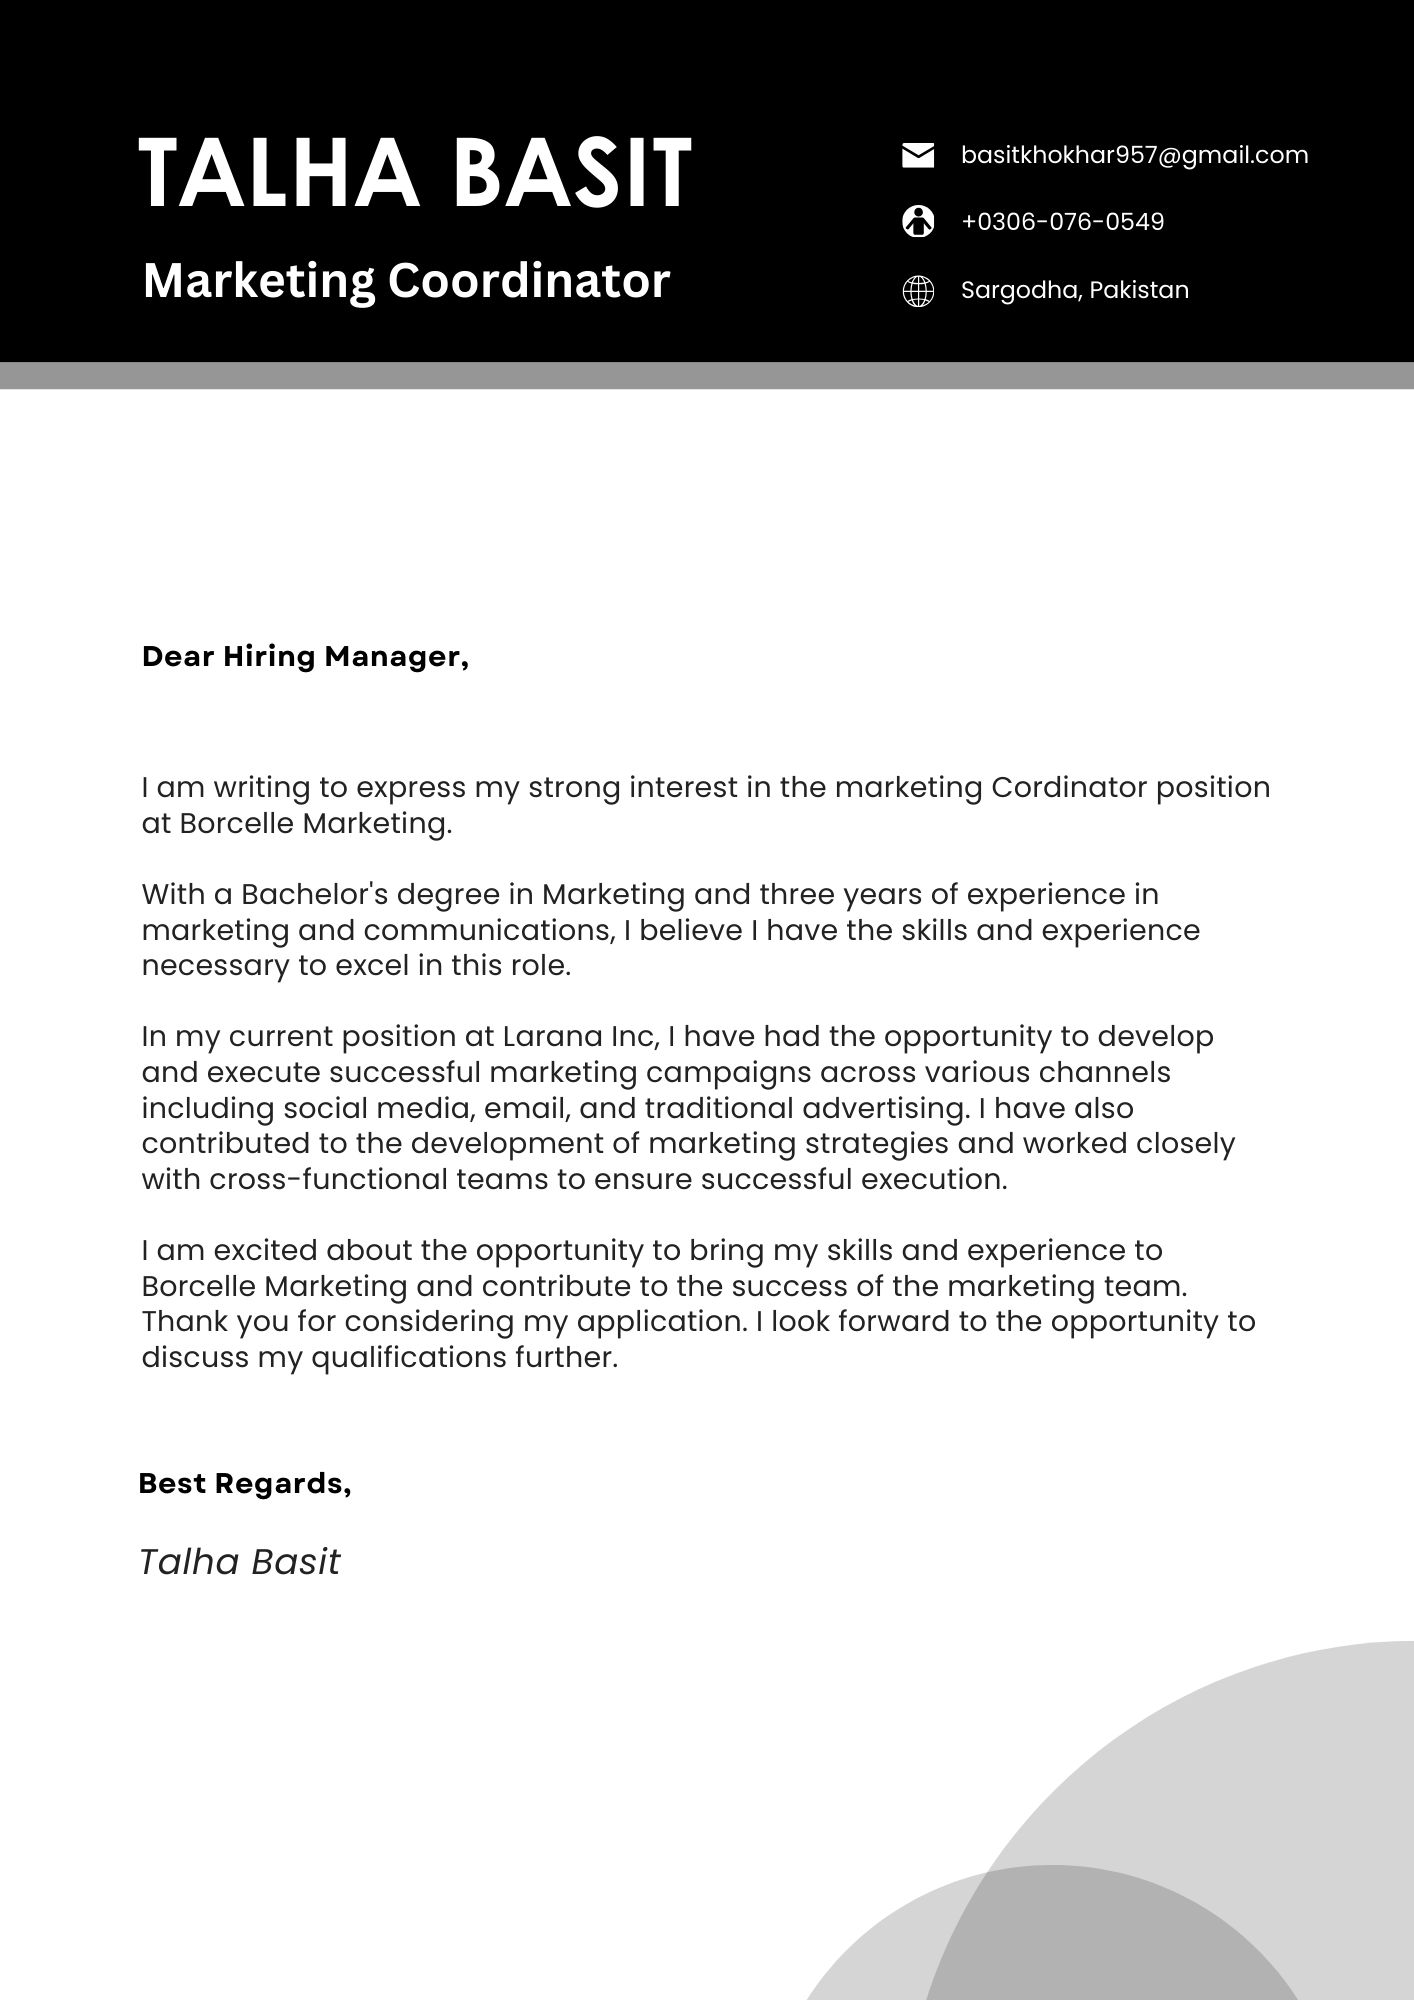 TALHA BASIT
Marketing Coordinator
basitkhokhar957@gmail.com
+0306-076-0549
Sargodha, Pakistan
Dear Hiring Manager,
I am writing to express my strong interest in the marketing Cordinator position
at Borcelle Marketing.
With a Bachelor's degree in Marketing and three years of experience in
marketing and communications, I believe I have the skills and experience
necessary to excel in this role.
In my current position at Larana Inc, I have had the opportunity to develop
and execute successful marketing campaigns across various channels
including social media, email, and traditional advertising. I have also
contributed to the development of marketing strategies and worked closely
with cross-functional teams to ensure successful execution.
I am excited about the opportunity to bring my skills and experience to
Borcelle Marketing and contribute to the success of the marketing team.
Thank you for considering my application. I look forward to the opportunity to
discuss my qualifications further.
Best Regards,
Talha Basit